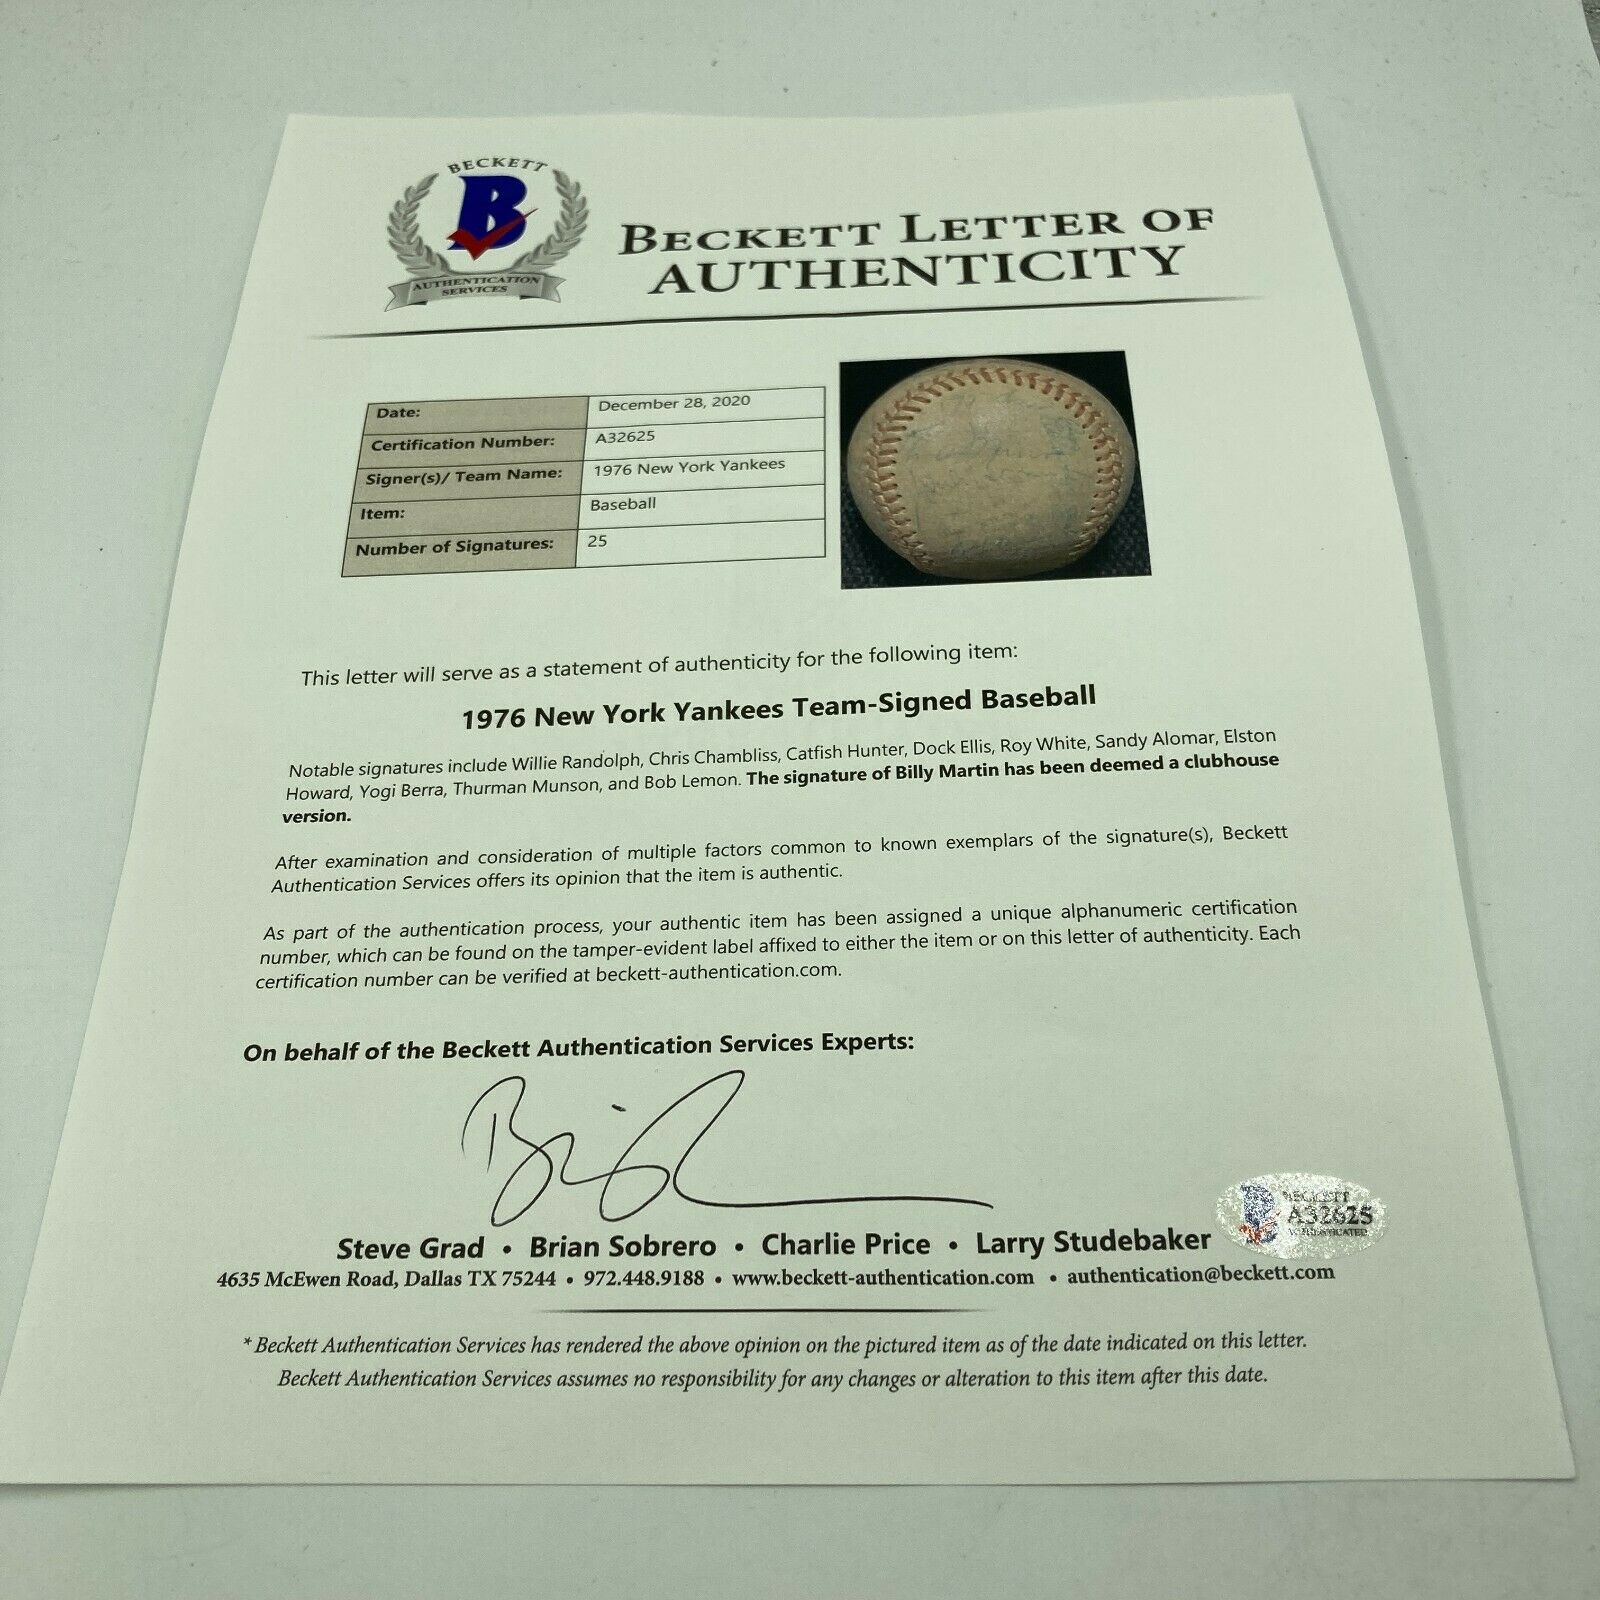 BECKETT
B
AUTHENTICATION
SERVICES
BECKETT LETTER OF
AUTHENTICITY
Date: December 28, 2020
Certification Number: A32625
Signer(s)/ Team Name: 1976 New York Yankees
Item: Baseball
Number of Signatures: 25
This letter will serve as a statement of authenticity for the following item:
1976 New York Yankees Team-Signed Baseball
Notable signatures include Willie Randolph, Chris Chambliss, Catfish Hunter, Dock Ellis, Roy White, Sandy Alomar, Elston
Howard, Yogi Berra, Thurman Munson, and Bob Lemon. The signature of Billy Martin has been deemed a clubhouse
version.
After examination and consideration of multiple factors common to known exemplars of the signature(s), Beckett
Authentication Services offers its opinion that the item is authentic.
As part of the authentication process, your authentic item has been assigned a unique alphanumeric certification
number, which can be found on the tamper-evident label affixed to either the item or on this letter of authenticity. Each
certification number can be verified at beckett-authentication.com.
On behalf of the Beckett Authentication Services Experts:
Steve Grad • Brian Sobrero • Charlie Price • Larry Studebaker
BECKETT
A32625
AUTHENTICATED
4635 McEwen Road, Dallas TX 75244 • 972.448.9188 • www.beckett-authentication.com • authentication@beckett.com
* Beckett Authentication Services has rendered the above opinion on the pictured item as of the date indicated on this letter.
Beckett Authentication Services assumes no responsibility for any changes or alteration to this item after this date.